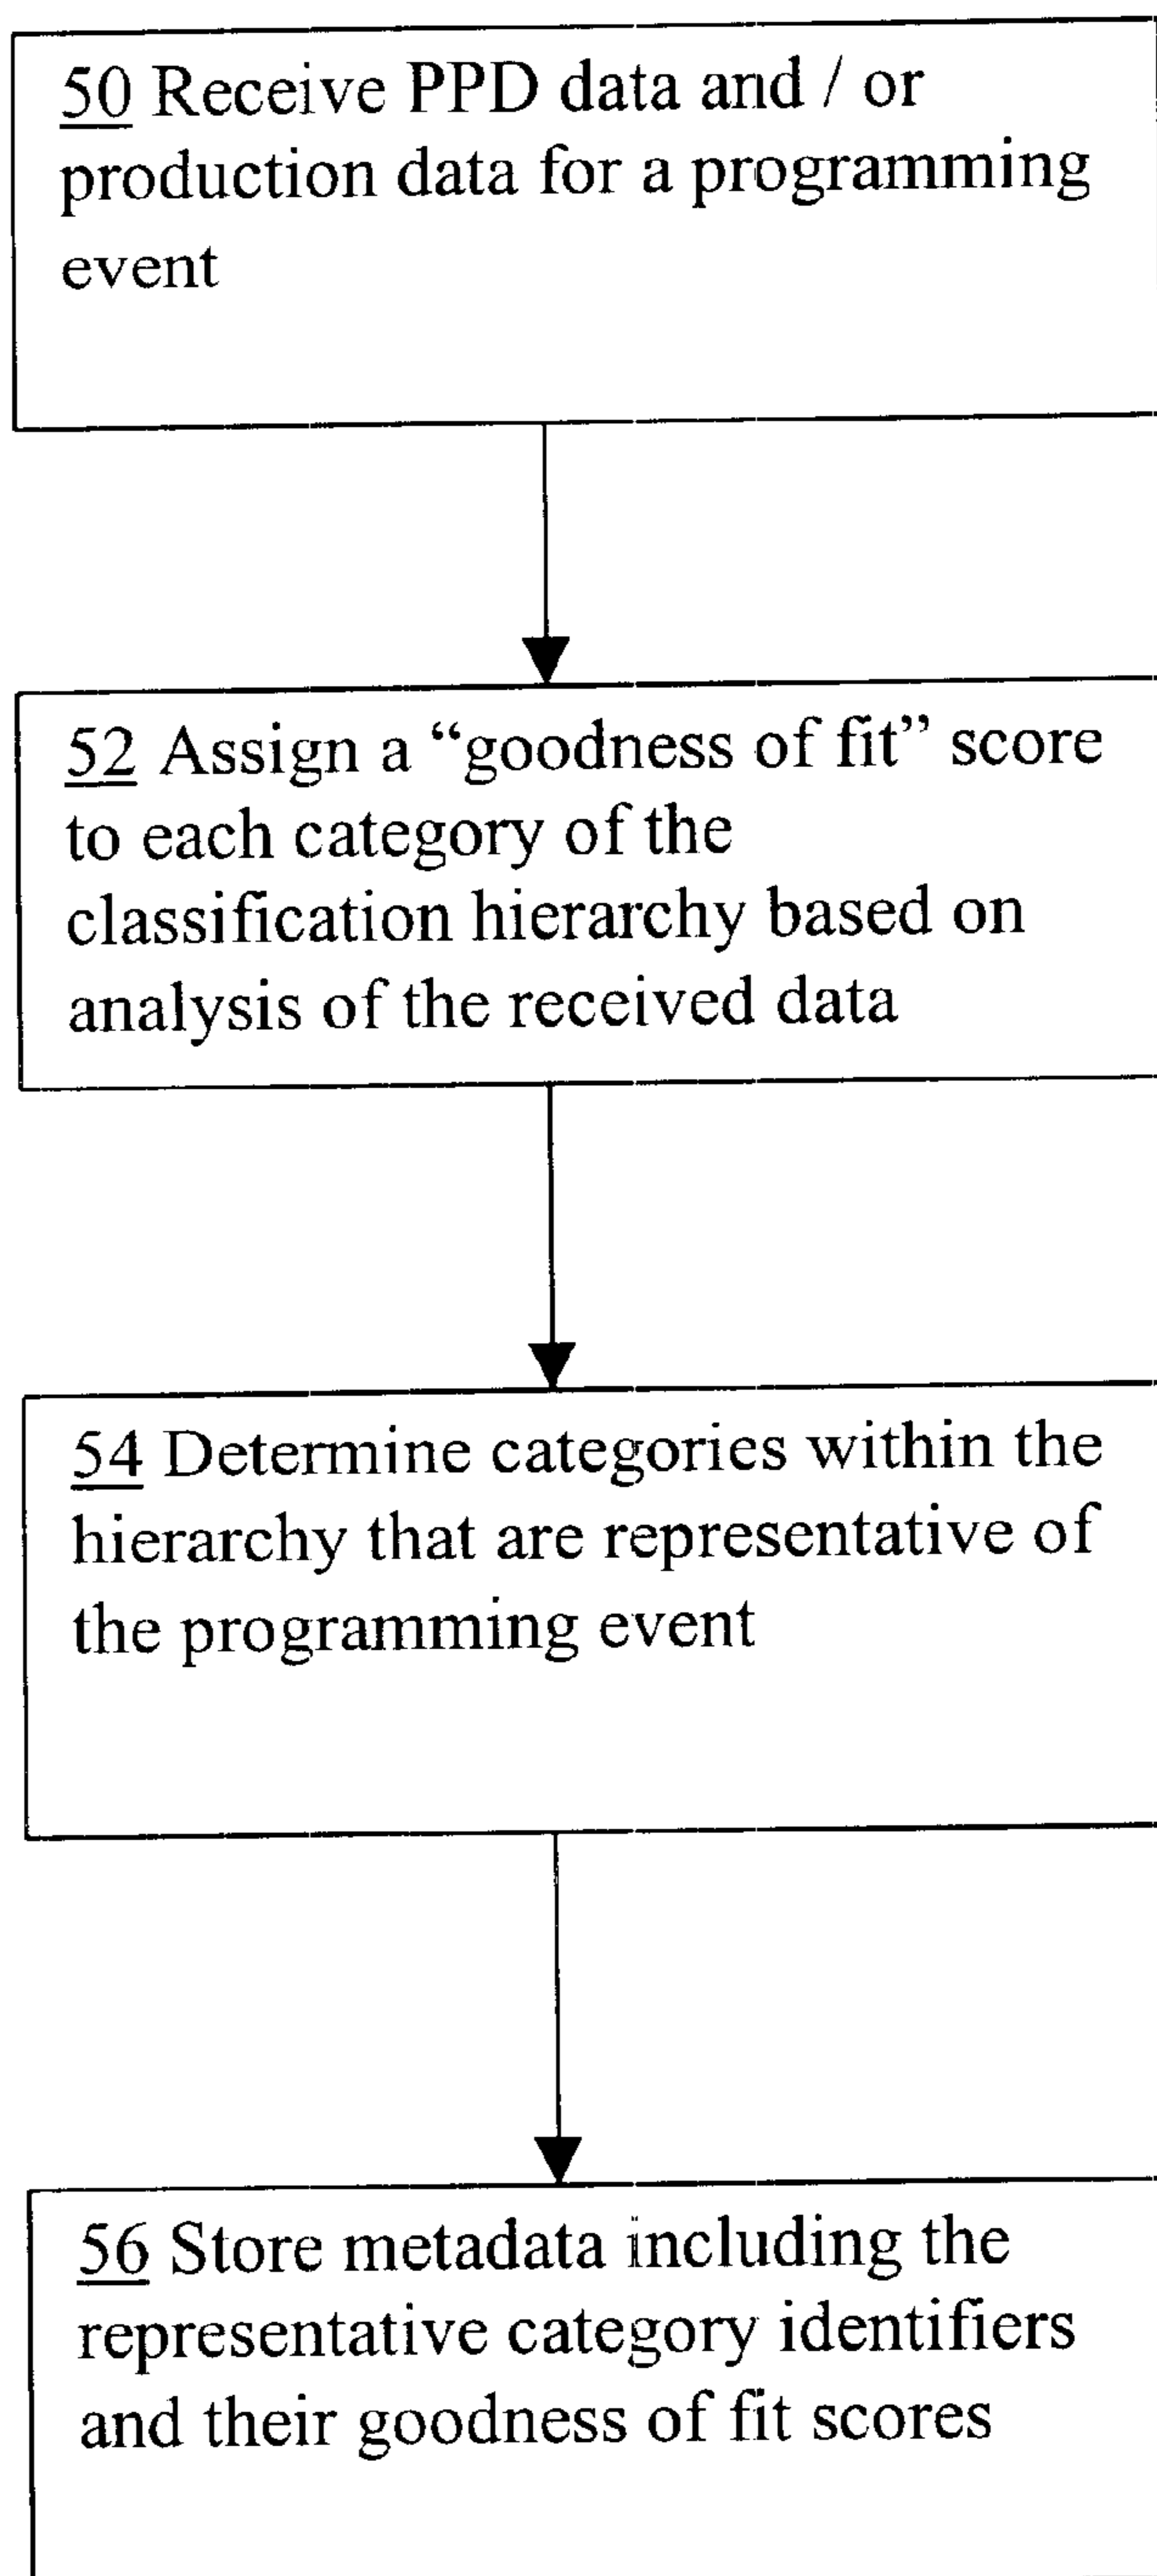 50 Receive PPD data and / or
production data for a programming
event
52 Assign a “goodness of fit” score
to each category of the
classification hierarchy based on
analysis of the received data
54 Determine categories within the
hierarchy that are representative of
the programming event
56 Store metadata including the
representative category identifiers
and their goodness of fit scores